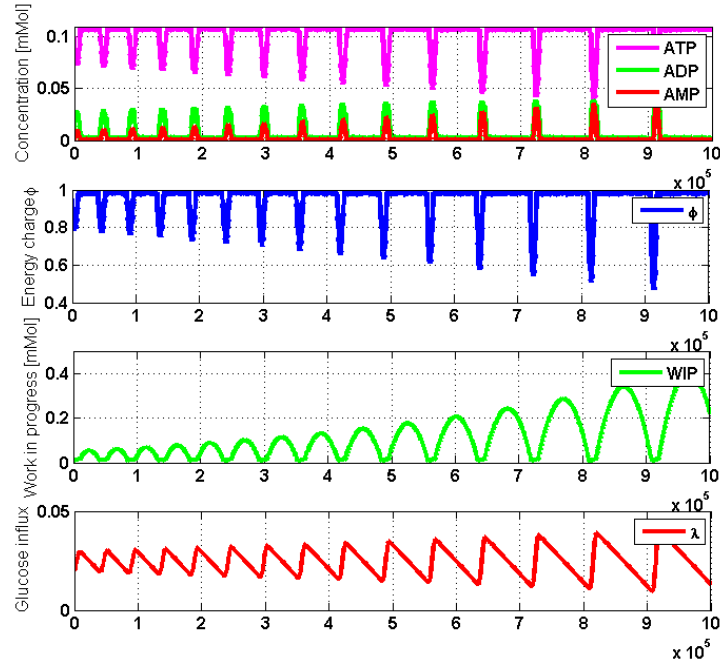 Concentration [mMol]
0.1
0.05
0
ATP
ADP
AMP
0 1 2 3 4 5 6 7 8 9 10
x 10^5
Energy chargeϕ
1
0.8
0.6
0.4
ϕ
0 1 2 3 4 5 6 7 8 9 10
x 10^5
Work in progress [mMol]
0.4
0.2
0
WIP
0 1 2 3 4 5 6 7 8 9 10
x 10^5
Glucose influx
0.05
0
λ
0 1 2 3 4 5 6 7 8 9 10
x 10^5